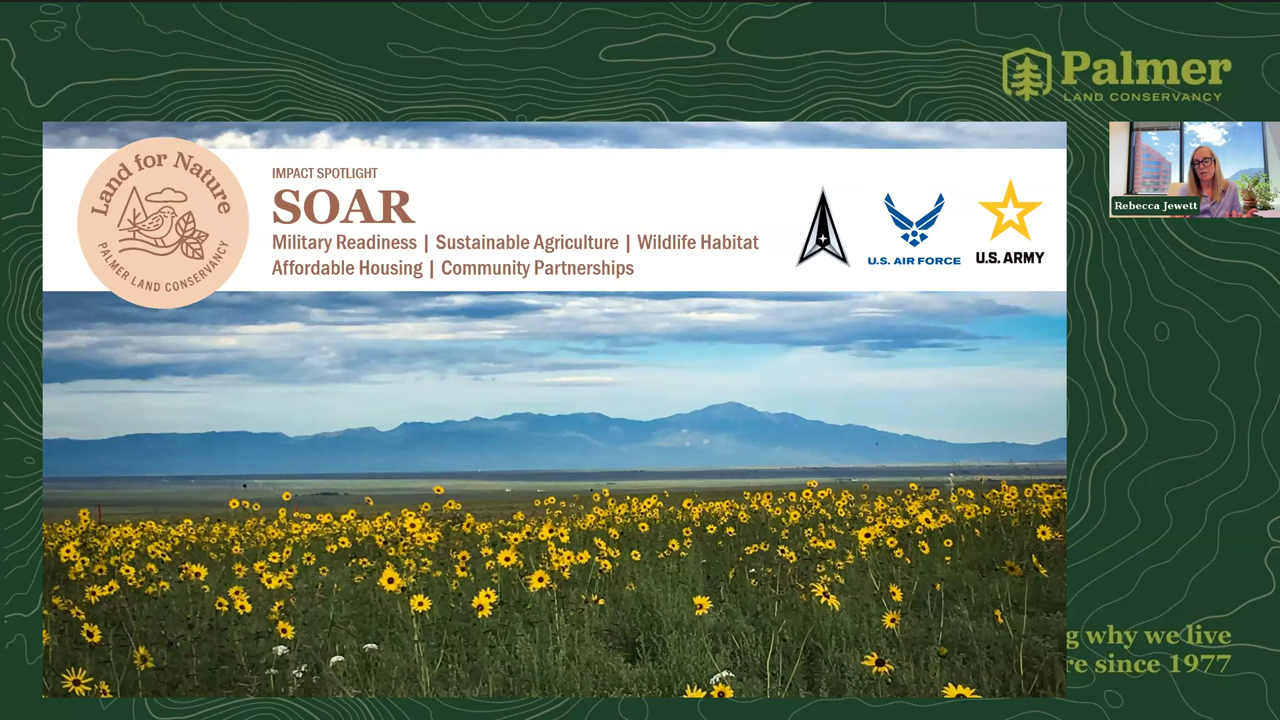 Palmer
LAND CONSERVANCY
Land for Nature
PALMER LAND CONSERVANCY
IMPACT SPOTLIGHT
SOAR
Military Readiness | Sustainable Agriculture | Wildlife Habitat
Affordable Housing | Community Partnerships
U.S. AIR FORCE
U.S. ARMY
Rebecca Jewett
g why we live
re since 1977